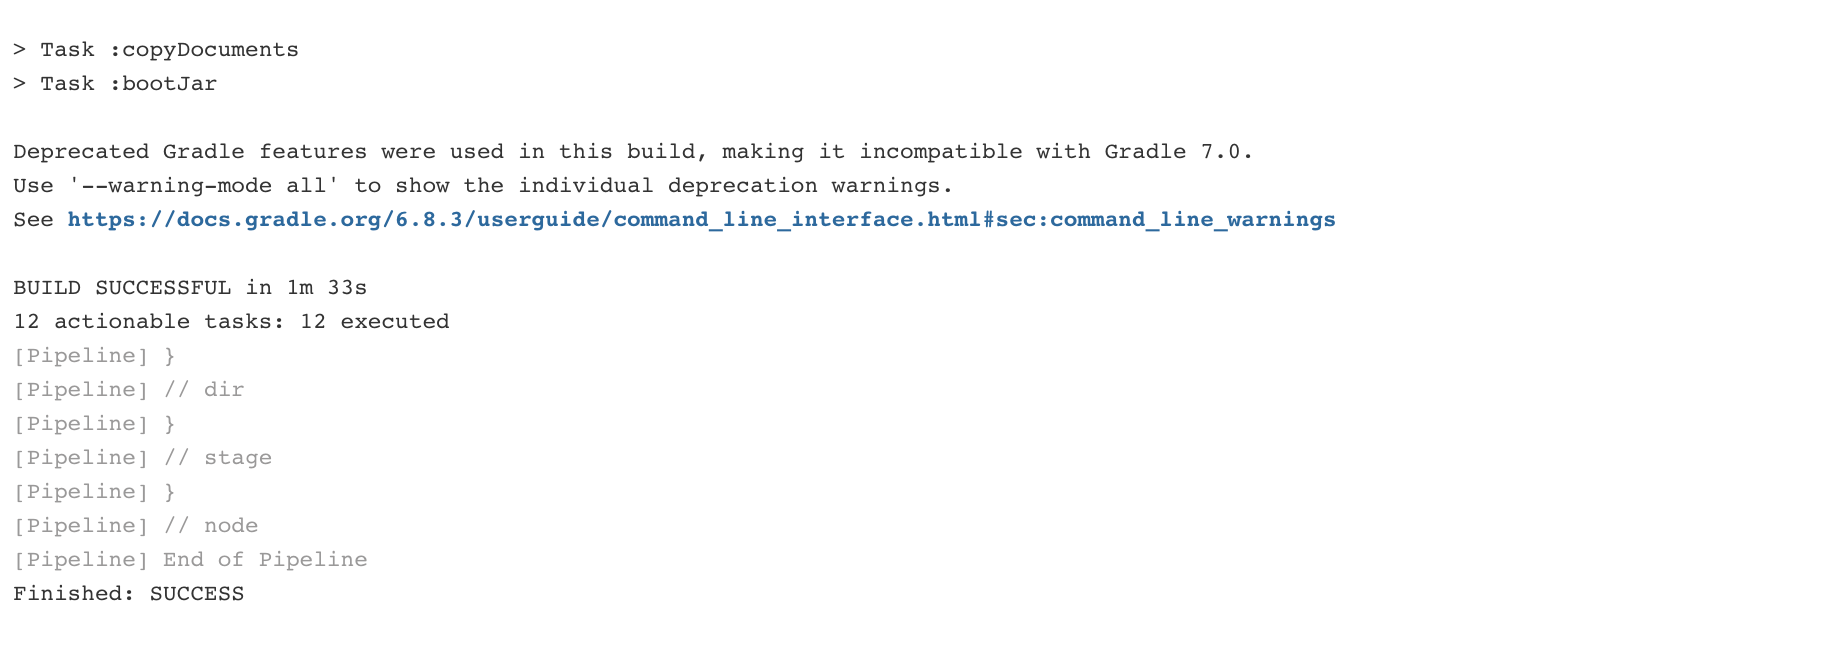 > Task :copyDocuments
> Task :bootJar
Deprecated Gradle features were used in this build, making it incompatible with Gradle 7.0.
Use '--warning-mode all' to show the individual deprecation warnings.
See https://docs.gradle.org/6.8.3/userguide/command_line_interface.html#sec:command_line_warnings
BUILD SUCCESSFUL in 1m 33s
12 actionable tasks: 12 executed
[Pipeline] }
[Pipeline] // dir
[Pipeline] }
[Pipeline] // stage
[Pipeline] }
[Pipeline] // node
[Pipeline] End of Pipeline
Finished: SUCCESS